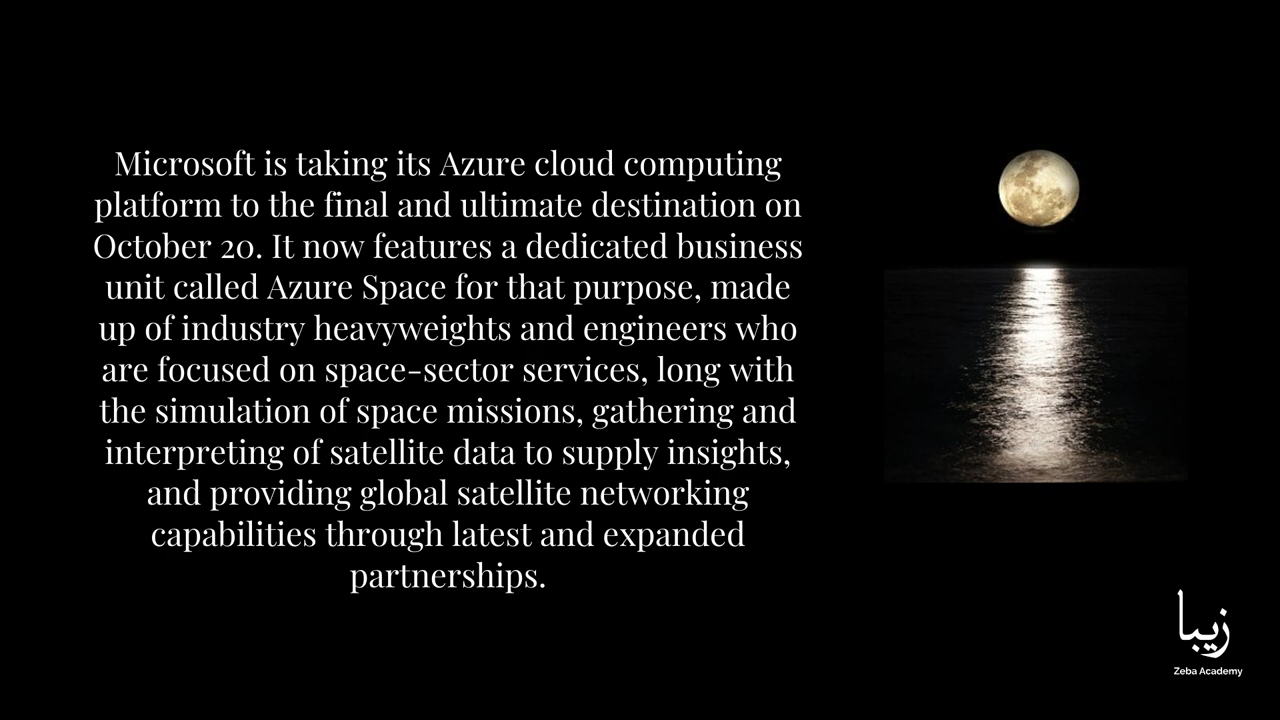 Microsoft is taking its Azure cloud computing
platform to the final and ultimate destination on
October 20. It now features a dedicated business
unit called Azure Space for that purpose, made
up of industry heavyweights and engineers who
are focused on space-sector services, long with
the simulation of space missions, gathering and
interpreting of satellite data to supply insights,
and providing global satellite networking
capabilities through latest and expanded
partnerships.
زیبا
Zeba Academy